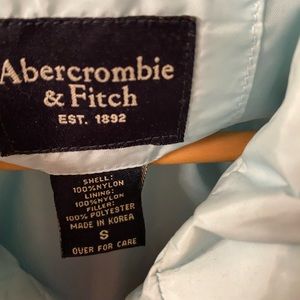 Abercrombie
& Fitch
EST. 1892
SHELL:
100%NYLON
LINING:
100%NYLON
FILLER:
100% POLYESTER
MADE IN KOREA
S
OVER FOR CARE